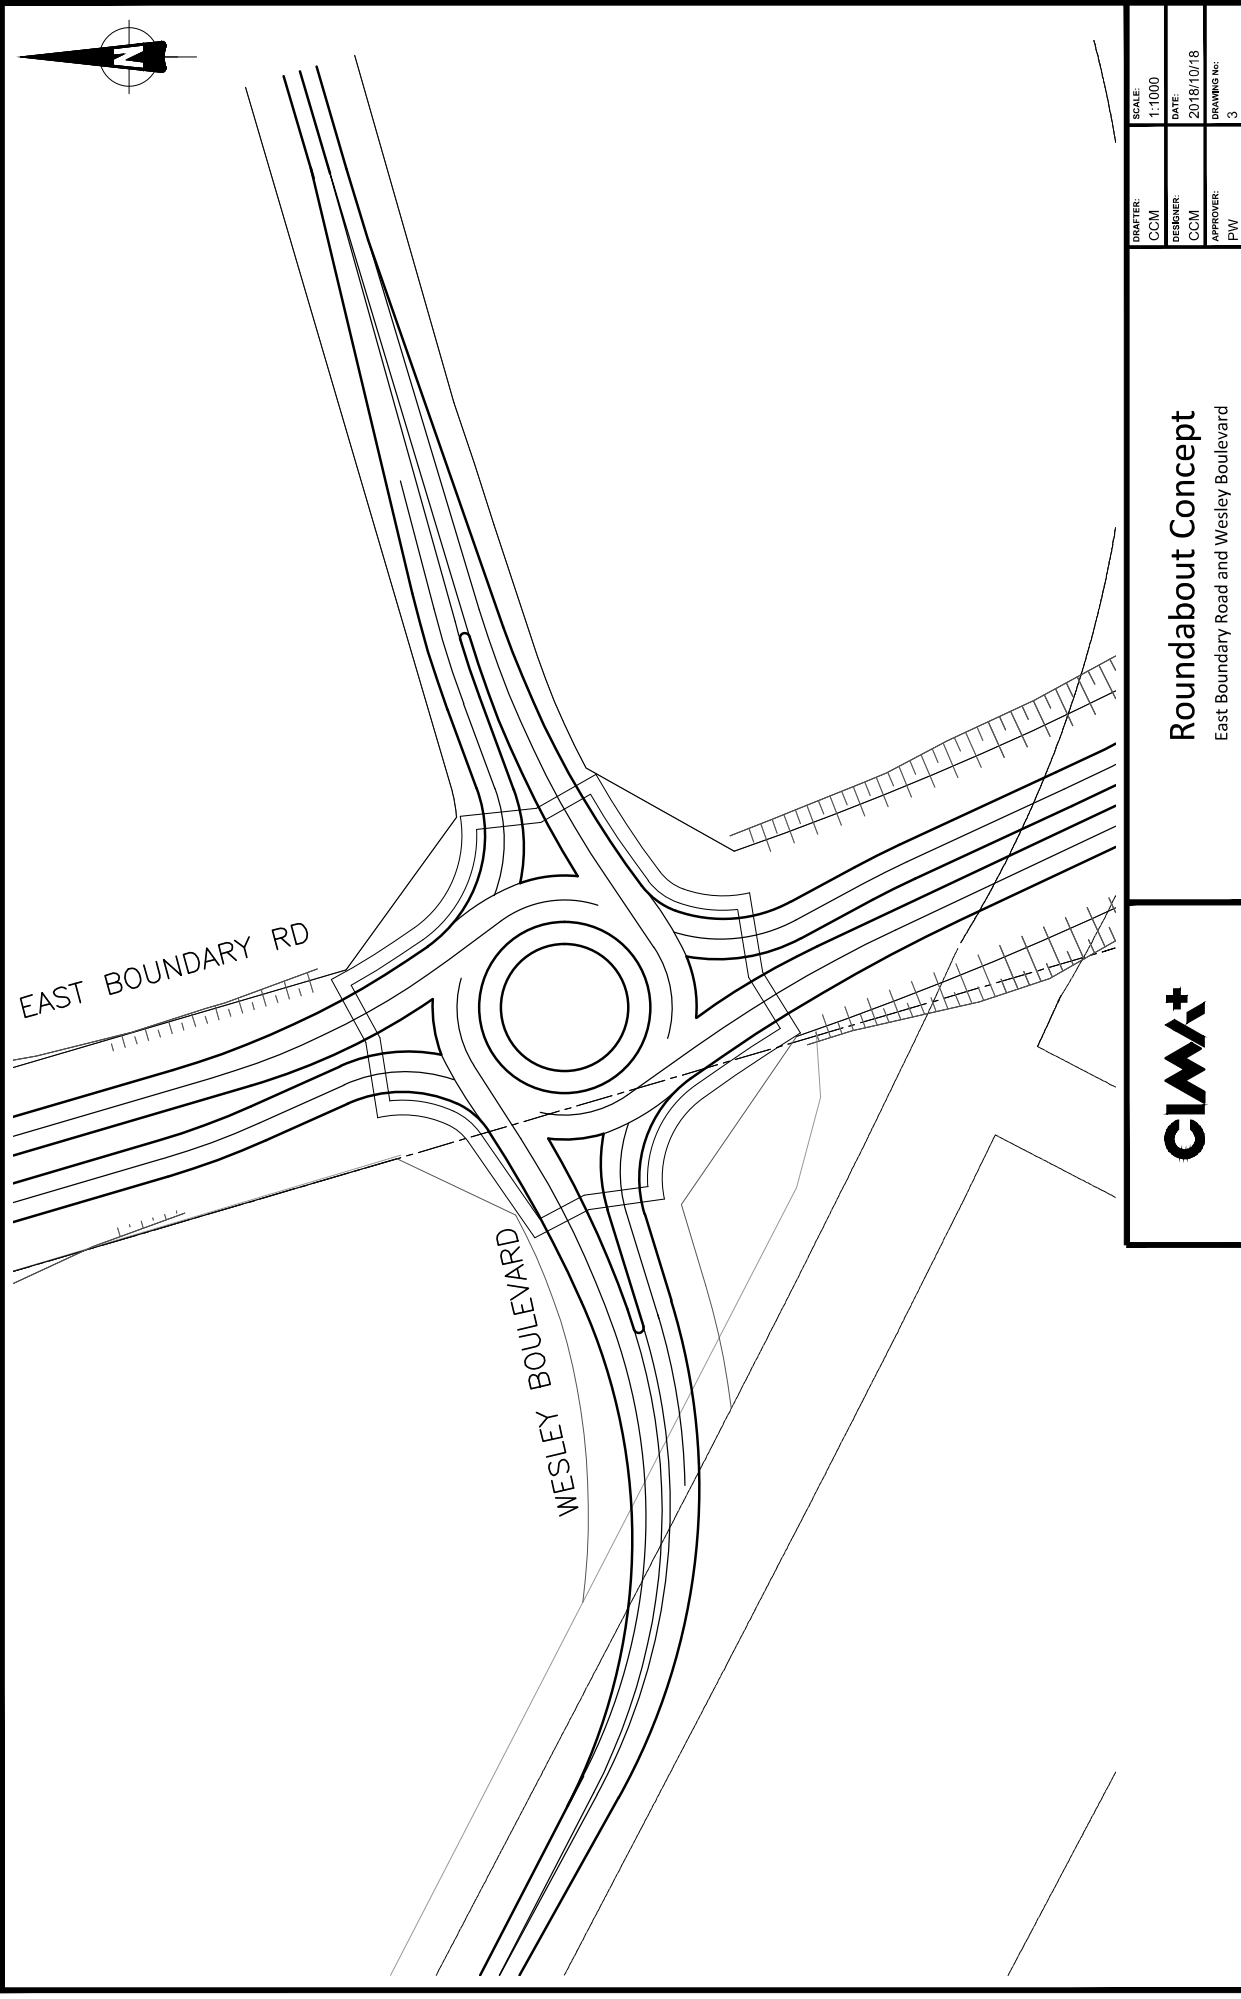 N
EAST BOUNDARY RD
WESLEY BOULEVARD
CIMA+
Roundabout Concept
East Boundary Road and Wesley Boulevard
DRAFTER:
CCM
SCALE:
1:1000
DESIGNER:
CCM
DATE:
2018/10/18
APPROVER:
PW
DRAWING No:
3